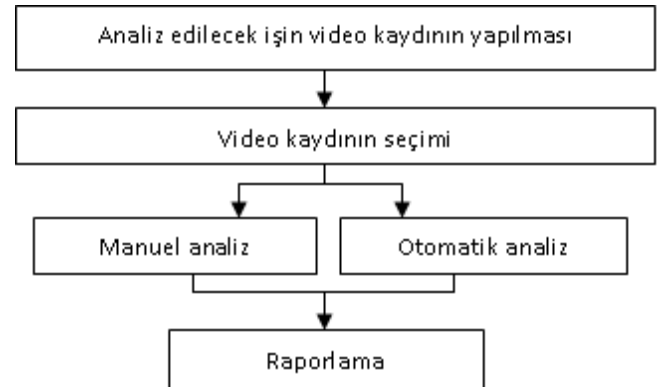 Analiz edilecek işin video kaydının yapılması
Video kaydının seçimi
Manuel analiz
Otomatik analiz
Raporlama